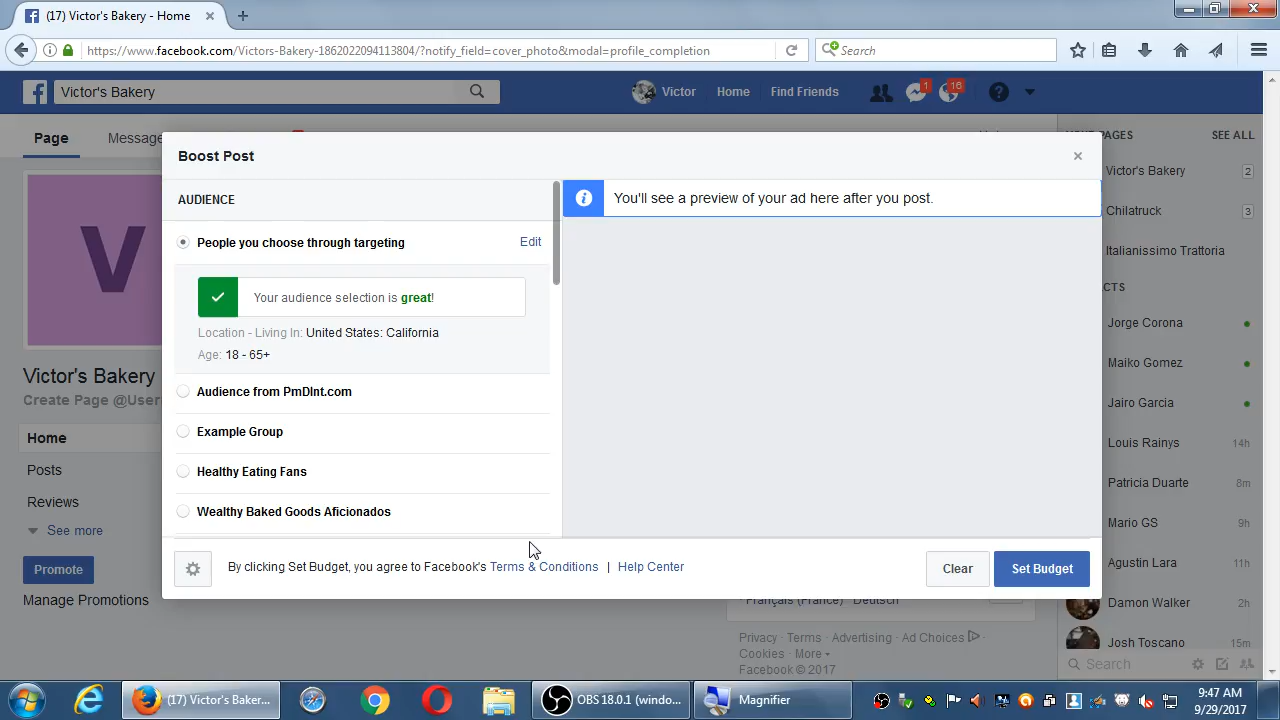 Victor's Bakery - Home
https://www.facebook.com/Victors-Bakery-1862022094113804/?notify_field=cover_photo&modal=profile_completion
Search
Victor's Bakery
Victor
Home
Find Friends
1
16
Page
Message
PAGES
SEE ALL
Boost Post
AUDIENCE
You'll see a preview of your ad here after you post.
Victor's Bakery
2
People you choose through targeting
Edit
Chilatruck
3
Your audience selection is great!
Italianissimo Trattoria
Location - Living In: United States: California
Age: 18 - 65+
Jorge Corona
V
Victor's Bakery
Create Page @User
Audience from PmDInt.com
Maiko Gomez
Example Group
Jairo Garcia
Home
Posts
Healthy Eating Fans
Louis Rainys
14h
Reviews
Wealthy Baked Goods Aficionados
Patricia Duarte
8m
See more
Mario GS
9h
Promote
By clicking Set Budget, you agree to Facebook's Terms & Conditions | Help Center
Clear
Set Budget
Agustin Lara
11h
Manage Promotions
Français (France) · Deutsch
Damon Walker
2h
Privacy · Terms · Advertising · Ad Choices
Cookies · More
Facebook © 2017
Josh Toscano
15m
Search
(17) Victor's Baker...
OBS 18.0.1 (windo...
Magnifier
9:47 AM
9/29/2017